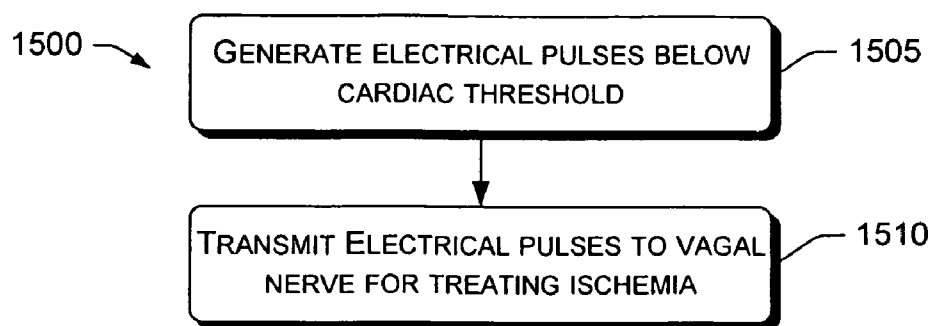 1500
GENERATE ELECTRICAL PULSES BELOW
CARDIAC THRESHOLD
1505
TRANSMIT ELECTRICAL PULSES TO VAGAL
NERVE FOR TREATING ISCHEMIA
1510